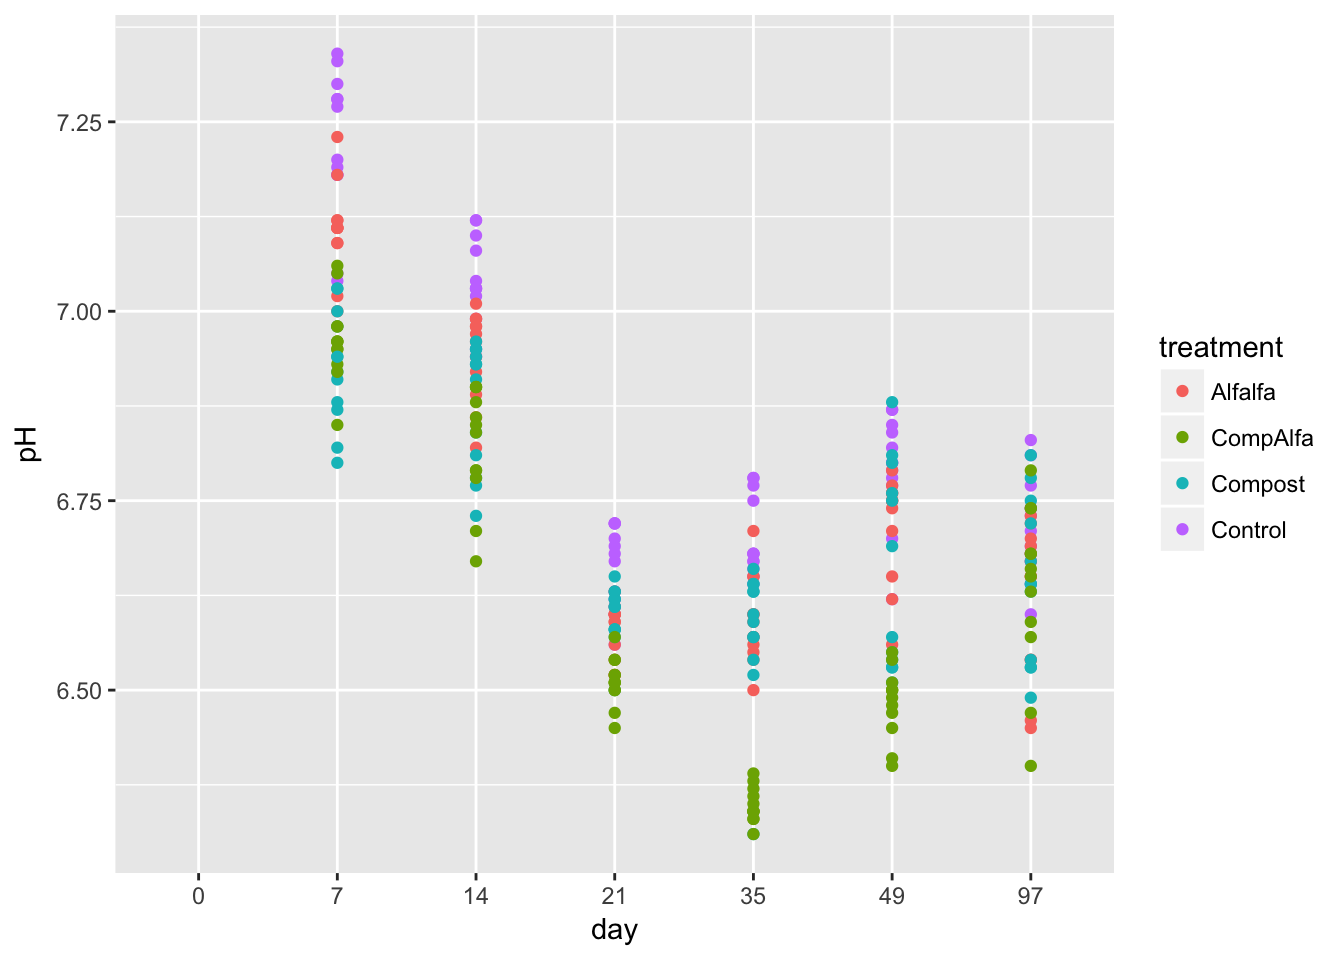 7.25
7.00
6.75
6.50
pH
0 7 14 21 35 49 97
day
treatment
Alfalfa
CompAlfa
Compost
Control